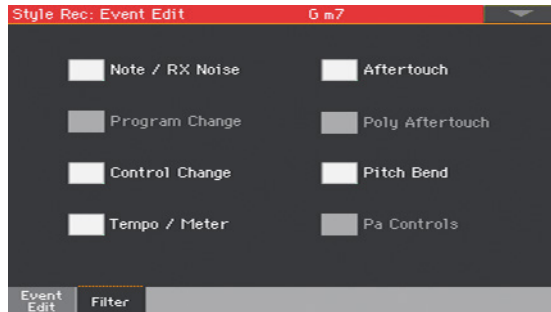 Style Rec: Event Edit G m7
Note / RX Noise Aftertouch
Program Change Poly Aftertouch
Control Change Pitch Bend
Tempo / Meter Pa Controls
Event Edit Filter